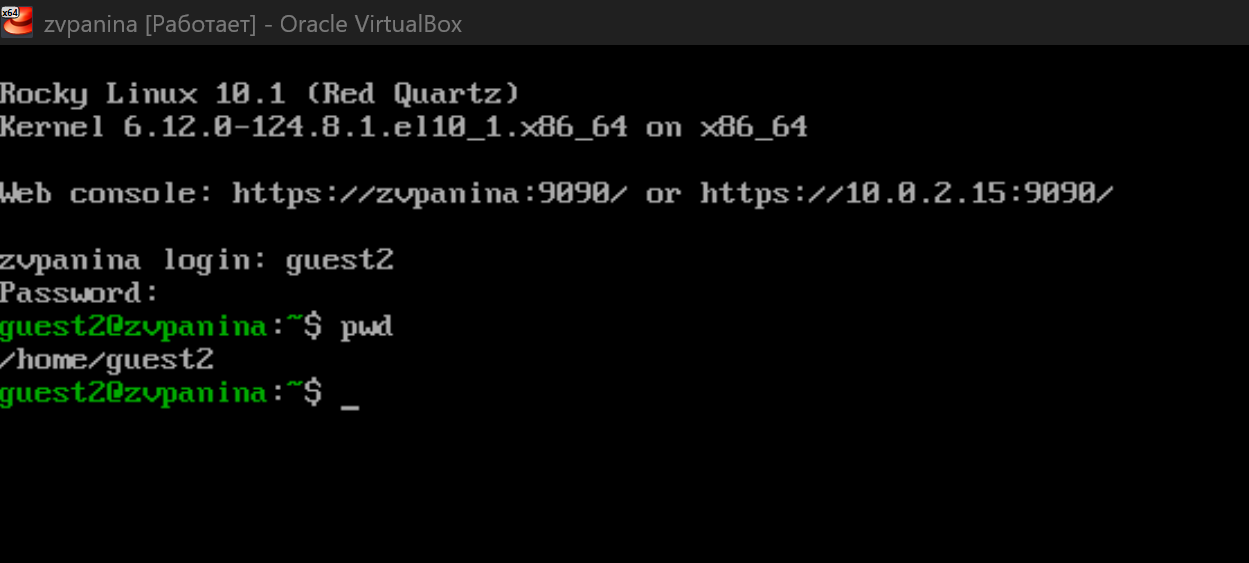 x64
zvpanina [Работает] - Oracle VirtualBox
Rocky Linux 10.1 (Red Quartz)
Kernel 6.12.0-124.8.1.el10_1.x86_64 on x86_64
Web console: https://zvpanina:9090/ or https://10.0.2.15:9090/
zvpanina login: guest2
Password:
guest2@zvpanina:~$ pwd
/home/guest2
guest2@zvpanina:~$ _